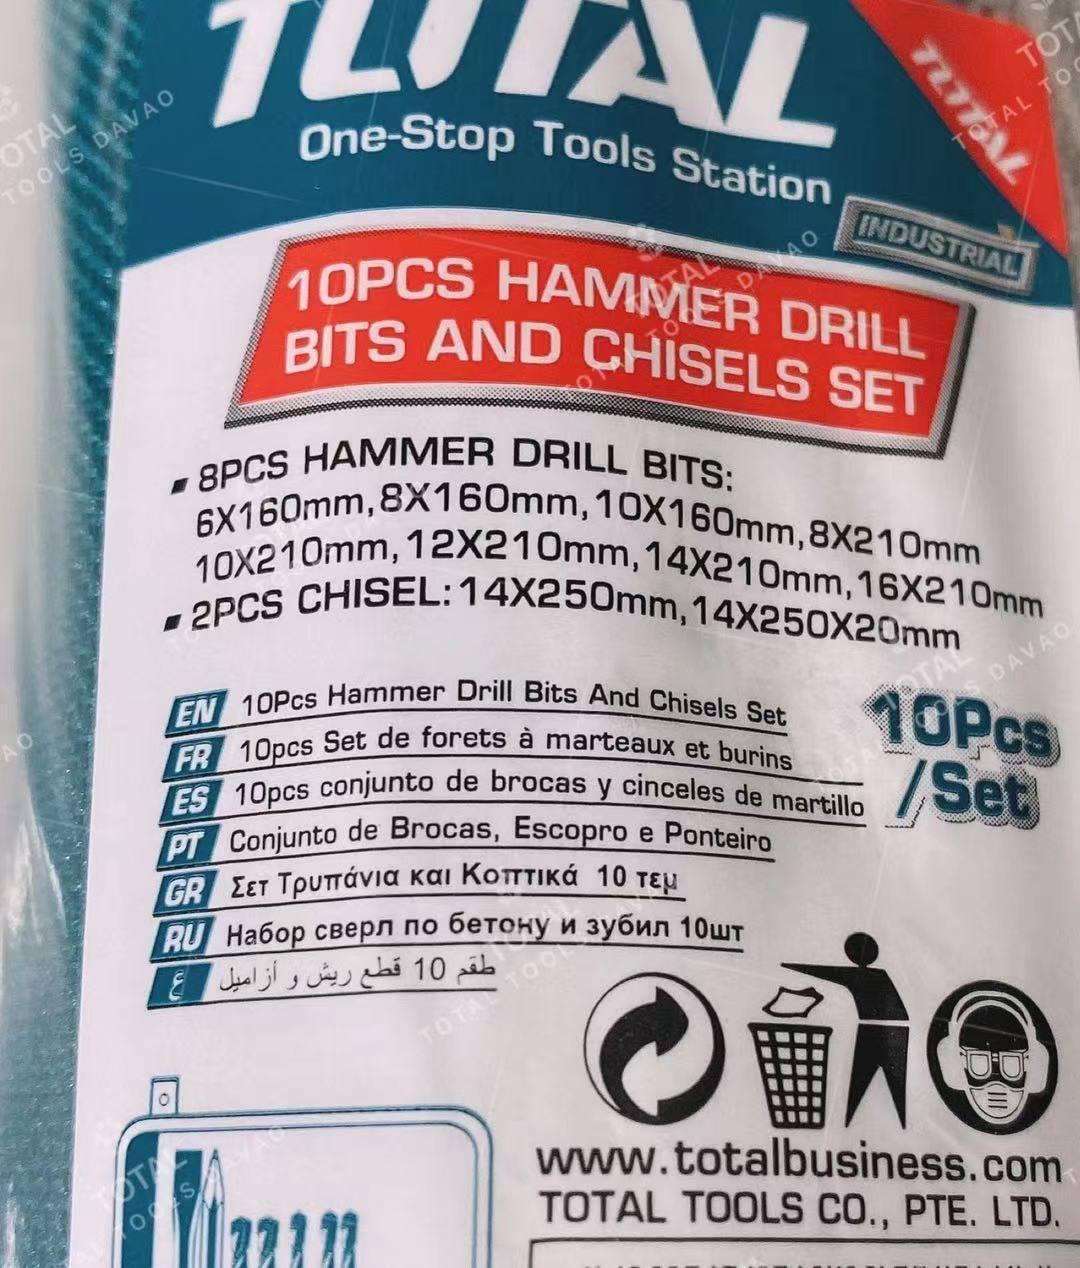 TOTAL
One-Stop Tools Station
TOTAL
INDUSTRIAL
10PCS HAMMER DRILL
BITS AND CHISELS SET
8PCS HAMMER DRILL BITS:
6X160mm,8X160mm,10X160mm,8X210mm
10X210mm,12X210mm,14X210mm,16X210mm
2PCS CHISEL:14X250mm,14X250X20mm
EN 10Pcs Hammer Drill Bits And Chisels Set
FR 10pcs Set de forets à marteaux et burins
ES 10pcs conjunto de brocas y cinceles de martillo
PT Conjunto de Brocas, Escopro e Ponteiro
GR Σετ Τρυπάνια και Κοπτικά 10 τεμ
RU Набор сверл по бетону и зубил 10шт
ع طقم 10 قطع ريش و أزاميل
10Pcs
/Set
www.totalbusiness.com
TOTAL TOOLS CO., PTE. LTD.
TOTAL
TOOLS DAVAO